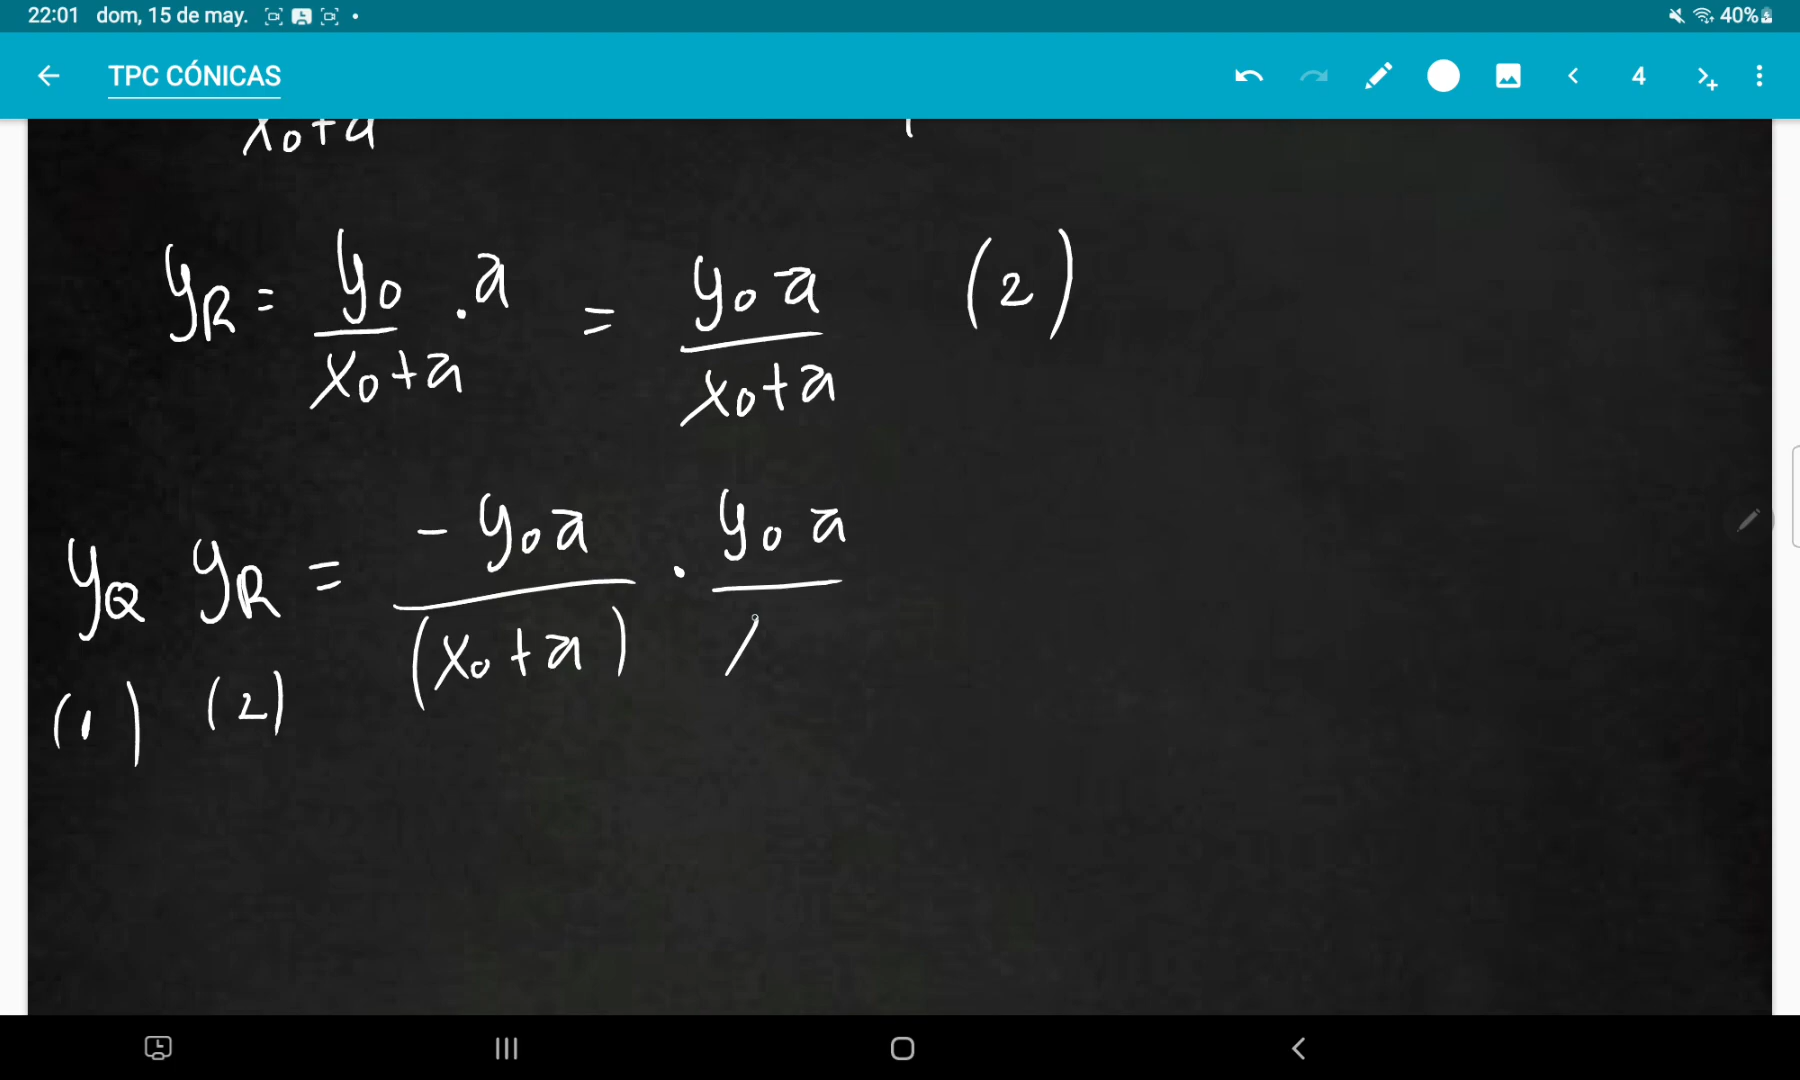 22:01 dom, 15 de may. 40%
TPC CÓNICAS 4
x₀+a
y_R = y₀/(x₀+a) . a = y₀a/(x₀+a) (2)
y_Q y_R = -y₀a/(x₀+a) · y₀a/
(1) (2)